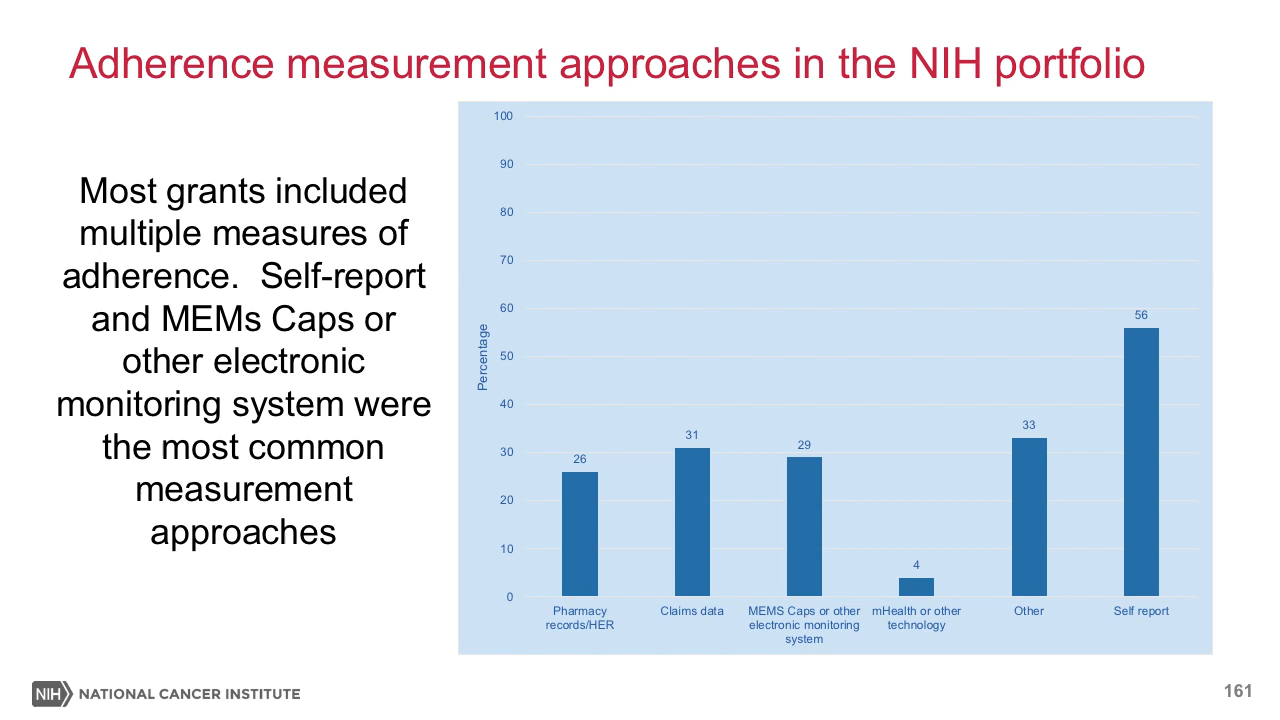 Adherence measurement approaches in the NIH portfolio
Most grants included
multiple measures of
adherence.  Self-report
and MEMs Caps or
other electronic
monitoring system were
the most common
measurement
approaches
100
90
80
70
60
50
40
30
20
10
0
Percentage
26
31
29
4
33
56
Pharmacy
records/HER
Claims data
MEMS Caps or other
electronic monitoring
system
mHealth or other
technology
Other
Self report
NIH NATIONAL CANCER INSTITUTE
161